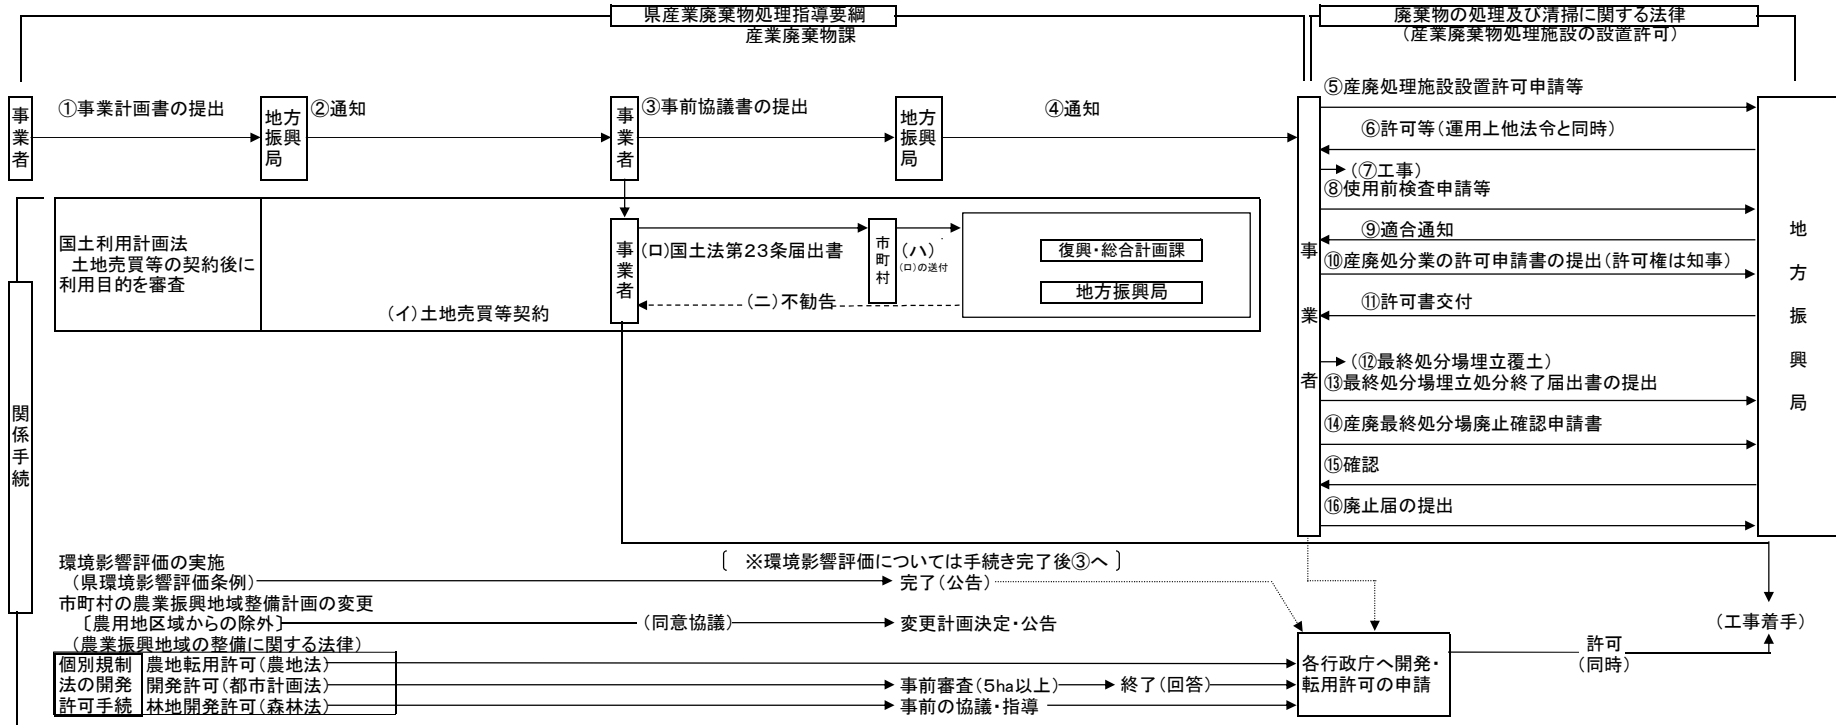 県産業廃棄物処理指導要綱
産業廃棄物課
廃棄物の処理及び清掃に関する法律
(産業廃棄物処理施設の設置許可)
事業者
①事業計画書の提出
地方
振興
局
②通知
事業者
③事前協議書の提出
地方
振興
局
④通知
事業者
⑤産廃処理施設設置許可申請等
⑥許可等(運用上他法令と同時)
(⑦工事)
⑧使用前検査申請等
⑨適合通知
⑩産廃処分業の許可申請書の提出(許可権は知事)
⑪許可書交付
(⑫最終処分場埋立覆土)
⑬最終処分場埋立処分終了届出書の提出
⑭産廃最終処分場廃止確認申請書
⑮確認
⑯廃止届の提出
地方振興局
関係手続
国土利用計画法
土地売買等の契約後に
利用目的を審査
(イ)土地売買等契約
事業者
(ロ)国土法第23条届出書
市町村
(ハ)
(ロ)の送付
復興・総合計画課
地方振興局
(ニ)不勧告
環境影響評価の実施
(県環境影響評価条例)
〔 ※環境影響評価については手続き完了後③へ 〕
完了(公告)
市町村の農業振興地域整備計画の変更
〔農用地区域からの除外〕
(同意協議)
変更計画決定・公告
(農業振興地域の整備に関する法律)
個別規制
法の開発
許可手続
農地転用許可(農地法)
開発許可(都市計画法)
林地開発許可(森林法)
事前審査(5ha以上)
終了(回答)
事前の協議・指導
各行政庁へ開発・
転用許可の申請
許可
(同時)
(工事着手)